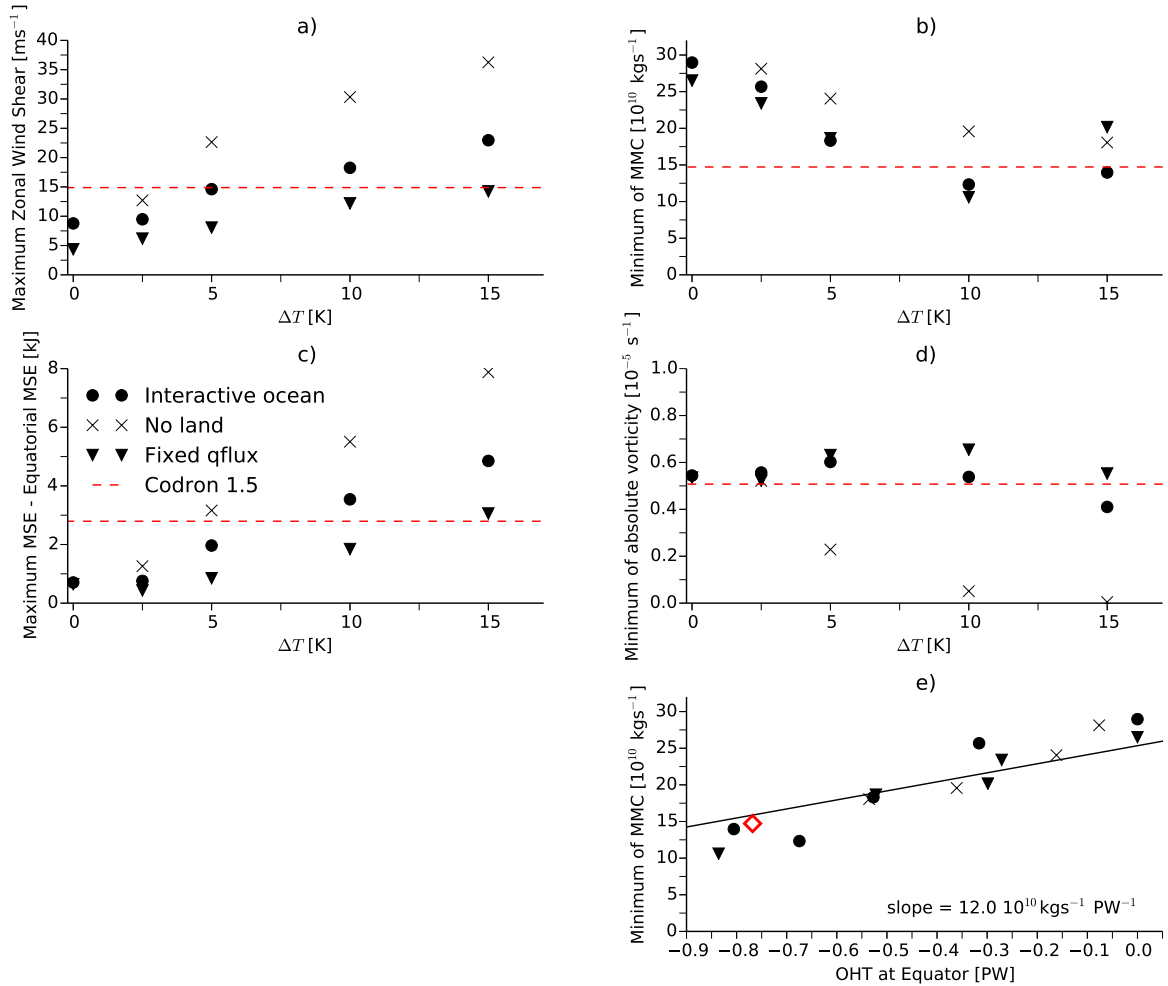 a)
Maximum Zonal Wind Shear [ms⁻¹]
40
35
30
25
20
15
10
5
0
0 5 10 15
ΔT [K]
b)
Minimum of MMC [10¹⁰ kgs⁻¹]
30
25
20
15
10
5
0
0 5 10 15
ΔT [K]
c)
Maximum MSE - Equatorial MSE [kJ]
8
6
4
2
0
Interactive ocean
No land
Fixed qflux
Codron 1.5
0 5 10 15
ΔT [K]
d)
Minimum of absolute vorticity [10⁻⁵ s⁻¹]
1.0
0.8
0.6
0.4
0.2
0.0
0 5 10 15
ΔT [K]
e)
Minimum of MMC [10¹⁰ kgs⁻¹]
30
25
20
15
10
5
0
slope = 12.0 10¹⁰kgs⁻¹ PW⁻¹
−0.9 −0.8 −0.7 −0.6 −0.5 −0.4 −0.3 −0.2 −0.1 0.0
OHT at Equator [PW]